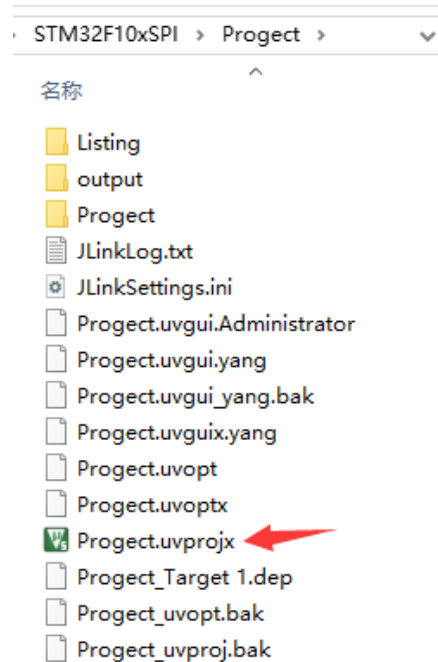 STM32F10xSPI > Progect >
名称
Listing
output
Progect
JLinkLog.txt
JLinkSettings.ini
Progect.uvgui.Administrator
Progect.uvgui.yang
Progect.uvgui_yang.bak
Progect.uvguix.yang
Progect.uvopt
Progect.uvoptx
Progect.uvprojx
Progect_Target 1.dep
Progect_uvopt.bak
Progect_uvproj.bak